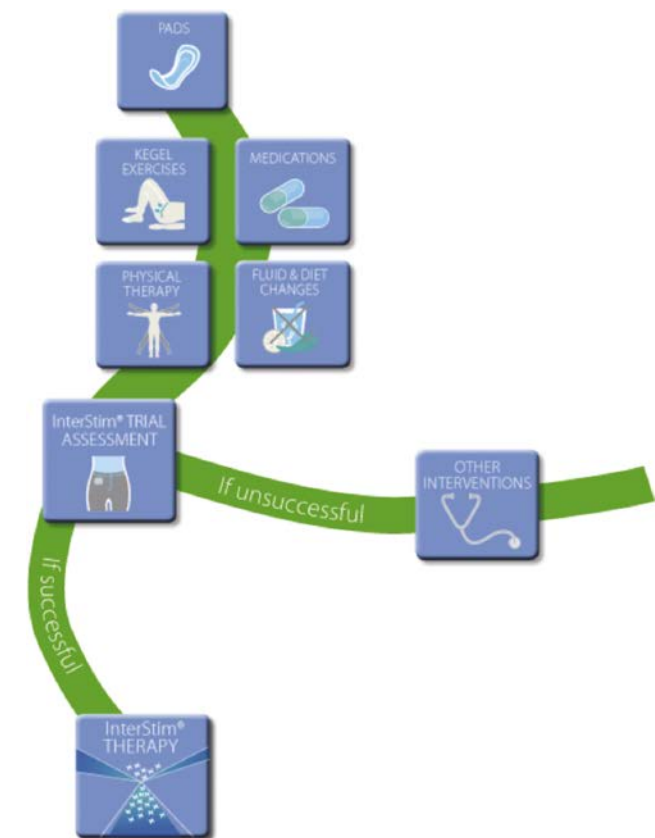 PADS
KEGEL
EXERCISES
MEDICATIONS
PHYSICAL
THERAPY
FLUID & DIET
CHANGES
InterStim® TRIAL
ASSESSMENT
If unsuccessful
OTHER
INTERVENTIONS
If successful
InterStim®
THERAPY